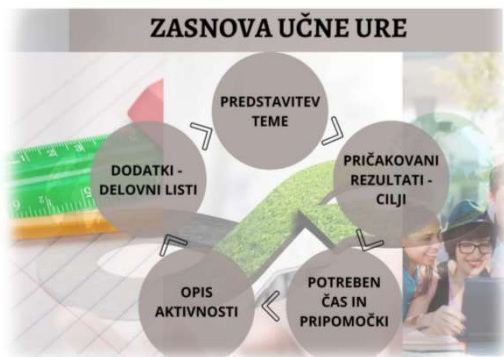 ZASNOVA UČNE URE
PREDSTAVITEV
TEME
PRIČAKOVANI
REZULTATI -
CILJI
POTREBEN
ČAS IN
PRIPOMOČKI
OPIS
AKTIVNOSTI
DODATKI -
DELOVNI LISTI